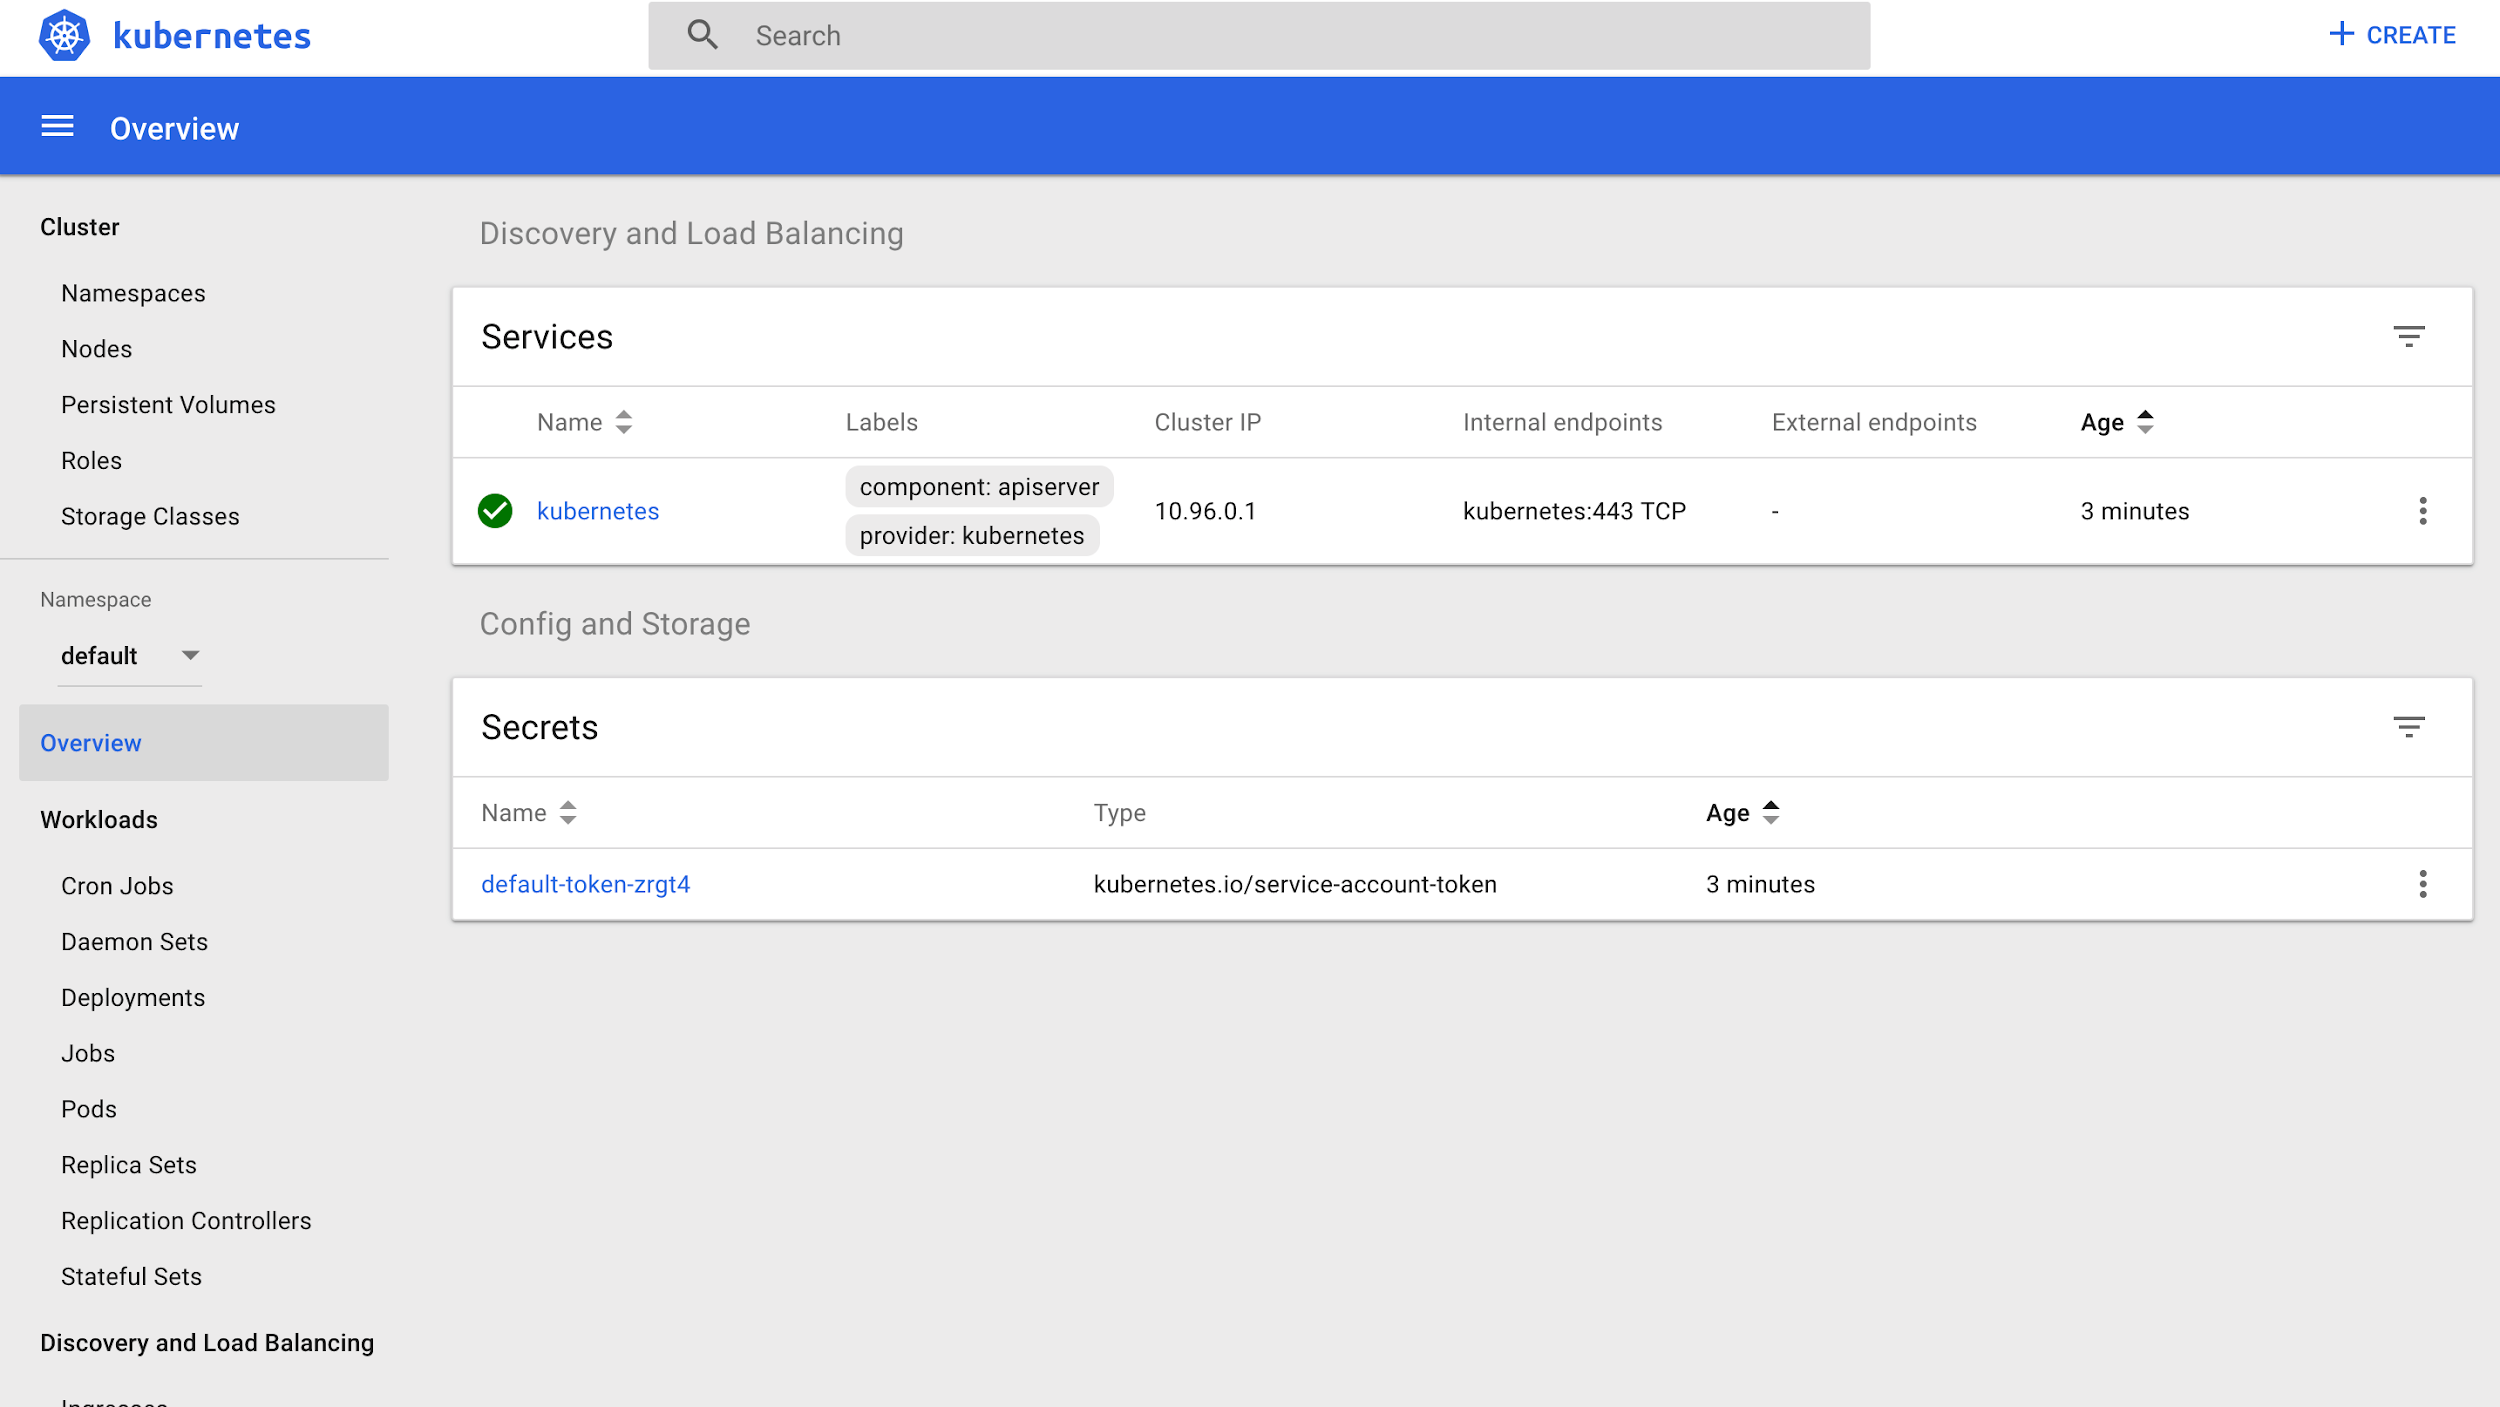 kubernetes
Search
CREATE
Overview
Cluster
Namespaces
Nodes
Persistent Volumes
Roles
Storage Classes
Namespace
default
Overview
Workloads
Cron Jobs
Daemon Sets
Deployments
Jobs
Pods
Replica Sets
Replication Controllers
Stateful Sets
Discovery and Load Balancing
Ingresses
Discovery and Load Balancing
Services
Name Labels Cluster IP Internal endpoints External endpoints Age
kubernetes component: apiserver provider: kubernetes 10.96.0.1 kubernetes:443 TCP - 3 minutes
Config and Storage
Secrets
Name Type Age
default-token-zrgt4 kubernetes.io/service-account-token 3 minutes